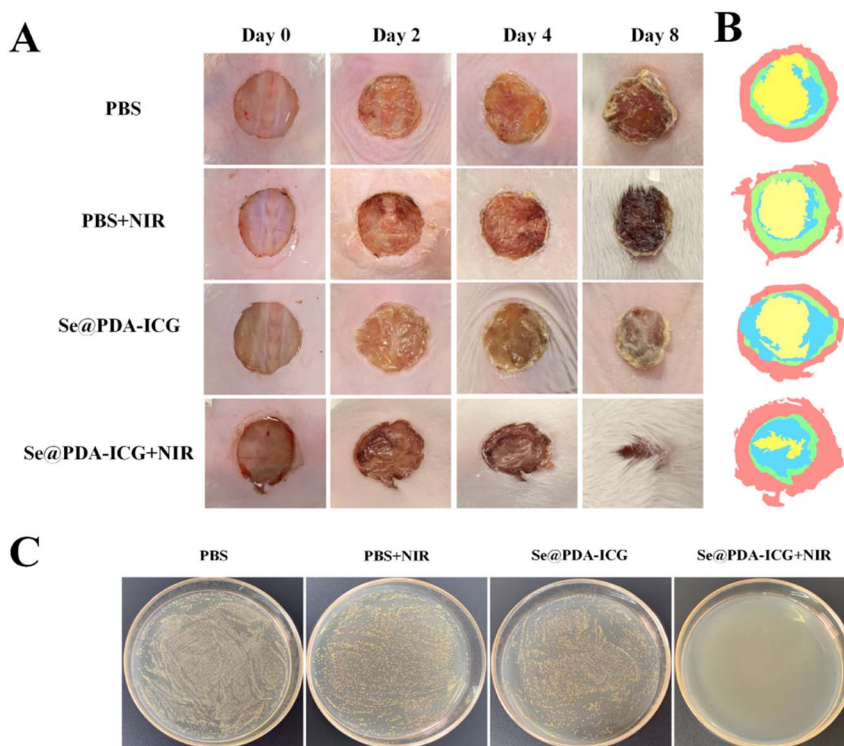 A
Day 0 Day 2 Day 4 Day 8
B
PBS
PBS+NIR
Se@PDA-ICG
Se@PDA-ICG+NIR
C
PBS PBS+NIR Se@PDA-ICG Se@PDA-ICG+NIR